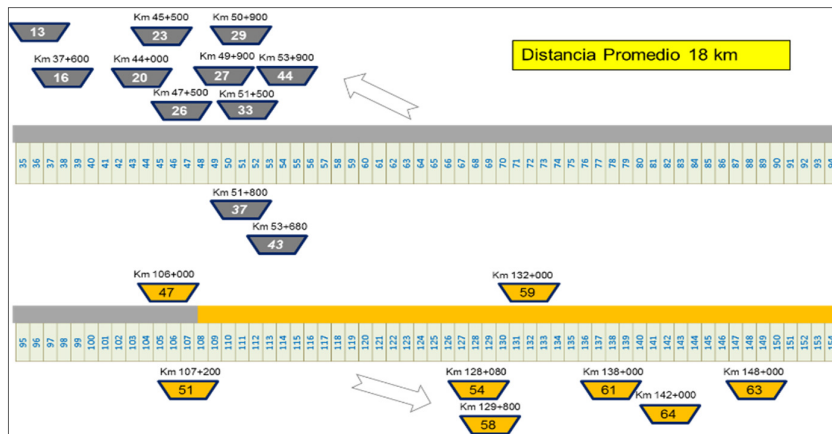 13
Km 45+500
23
Km 50+900
29
Distancia Promedio 18 km
Km 37+600
16
Km 44+000
20
Km 49+900
27
Km 53+900
44
Km 47+500
26
Km 51+500
33
35 36 37 38 39 40 41 42 43 44 45 46 47 48 49 50 51 52 53 54 55 56 57 58 59 60 61 62 63 64 65 66 67 68 69 70 71 72 73 74 75 76 77 78 79 80 81 82 83 84 85 86 87 88 89 90 91 92 93 94
Km 51+800
37
Km 53+680
43
Km 106+000
47
Km 132+000
59
95 96 97 98 99 100 101 102 103 104 105 106 107 108 109 110 111 112 113 114 115 116 117 118 119 120 121 122 123 124 125 126 127 128 129 130 131 132 133 134 135 136 137 138 139 140 141 142 143 144 145 146 147 148 149 150 151 152 153 154
Km 107+200
51
Km 128+080
54
Km 138+000
61
Km 148+000
63
Km 129+800
58
Km 142+000
64